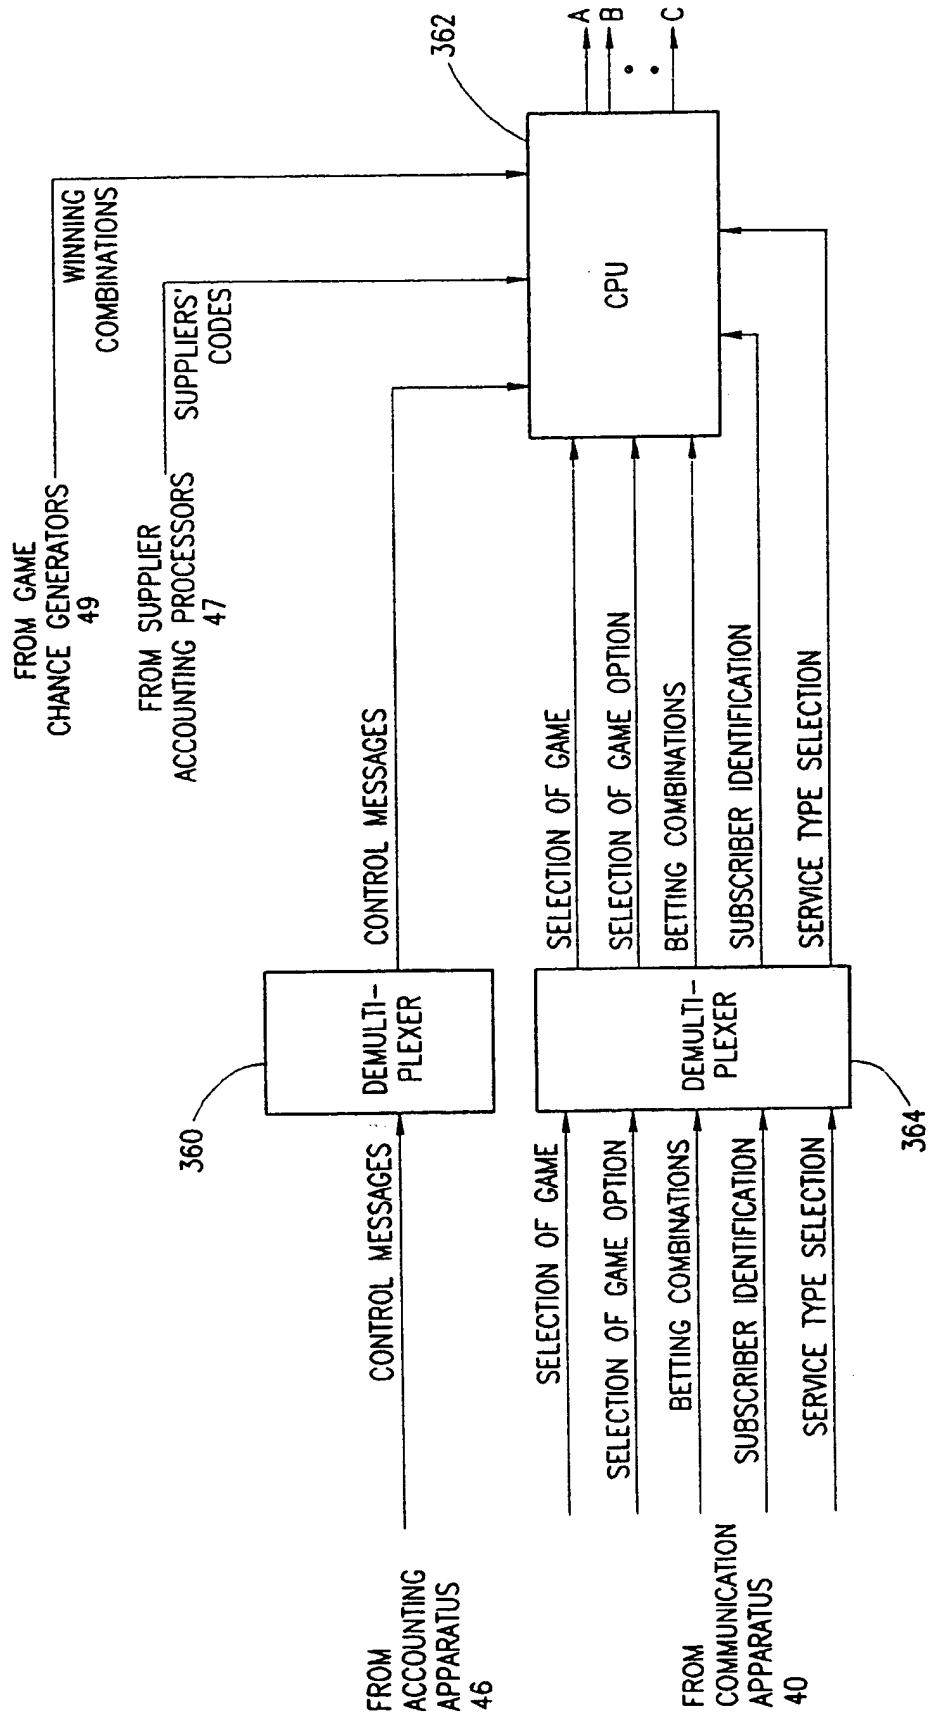 FROM GAME
CHANCE GENERATORS
49
WINNING
COMBINATIONS
FROM SUPPLIER
ACCOUNTING PROCESSORS
47
SUPPLIERS'
CODES
362
360
FROM
ACCOUNTING
APPARATUS
46
CONTROL MESSAGES
DEMULTI-
PLEXER
CONTROL MESSAGES
CPU
A
B
C
FROM
COMMUNICATION
APPARATUS
40
SELECTION OF GAME
SELECTION OF GAME OPTION
BETTING COMBINATIONS
SUBSCRIBER IDENTIFICATION
SERVICE TYPE SELECTION
DEMULTI-
PLEXER
364
SELECTION OF GAME
SELECTION OF GAME OPTION
BETTING COMBINATIONS
SUBSCRIBER IDENTIFICATION
SERVICE TYPE SELECTION